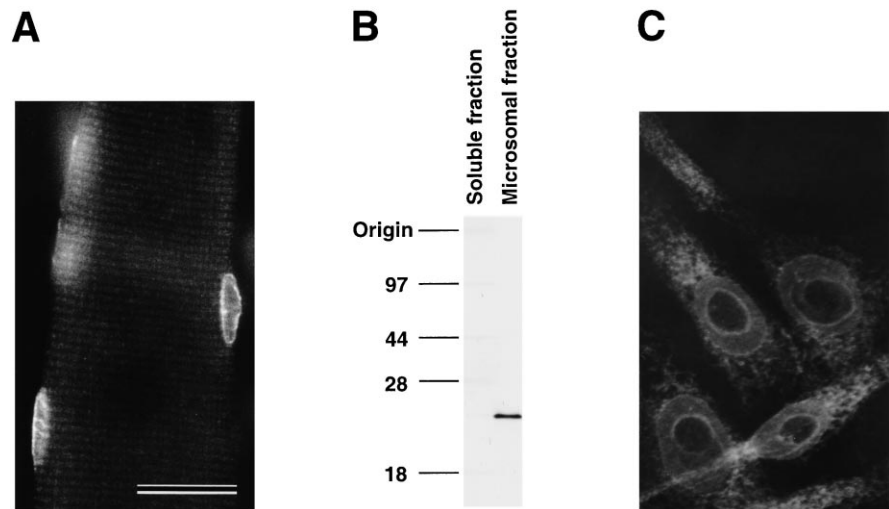 A
B
C
Soluble fraction
Microsomal fraction
Origin
97
44
28
18